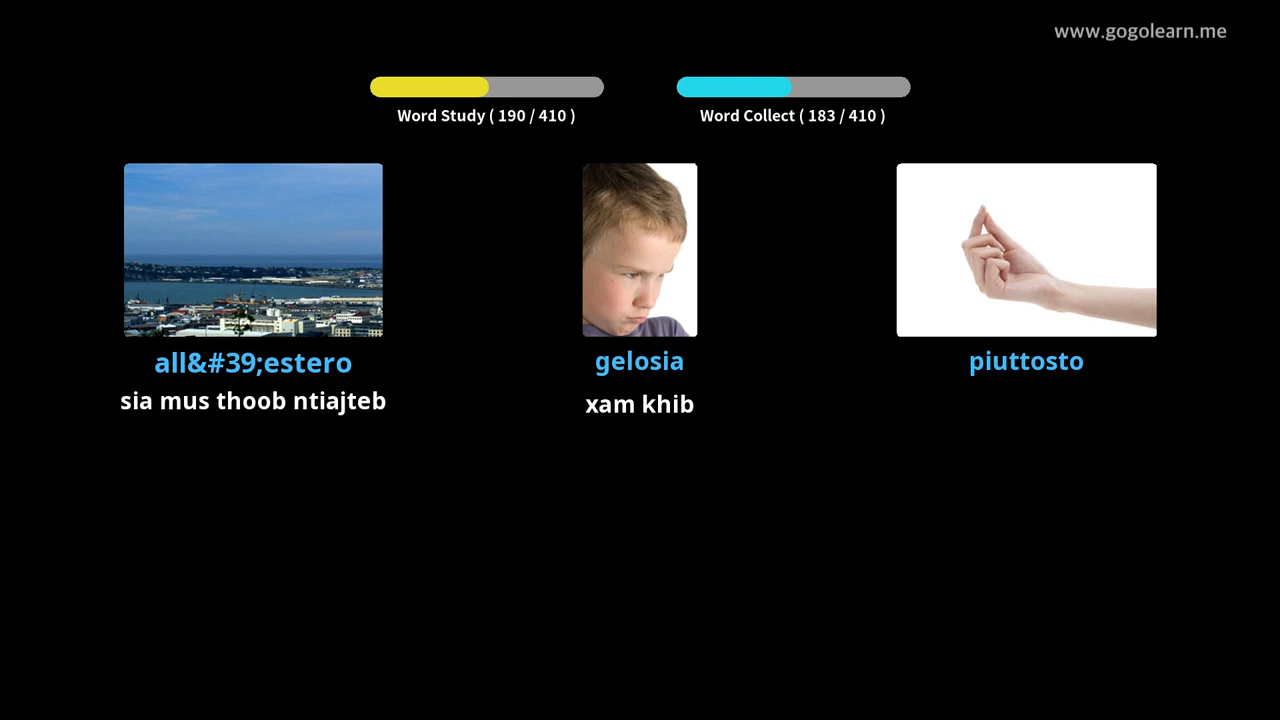 www.gogolearn.me
Word Study ( 190 / 410 )
Word Collect ( 183 / 410 )
all&#39;estero
sia mus thoob ntiajteb
gelosia
xam khib
piuttosto